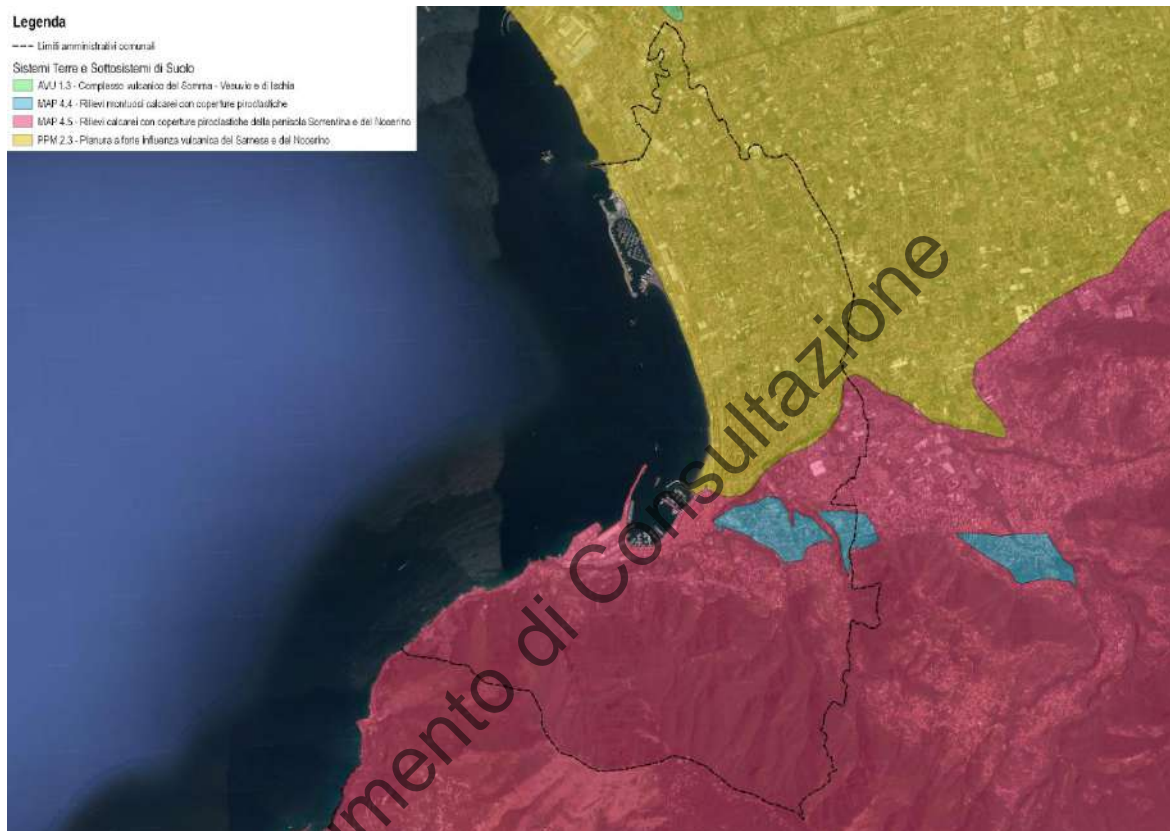 Legenda
Limiti amministrativi comunali
Sistemi Terre e Sottosistemi di Suolo
AVU 1.3 - Complesso vulcanico del Somma - Vesuvio e di Ischia
MAP 4.4 - Rilievi montuosi calcarei con coperture piroclastiche
MAP 4.5 - Rilievi calcarei con coperture piroclastiche della penisola Sorrentina e del Nocerino
PPM 2.3 - Pianura a forte influenza vulcanica del Sarnese e del Nocerino
umento di Consultazione